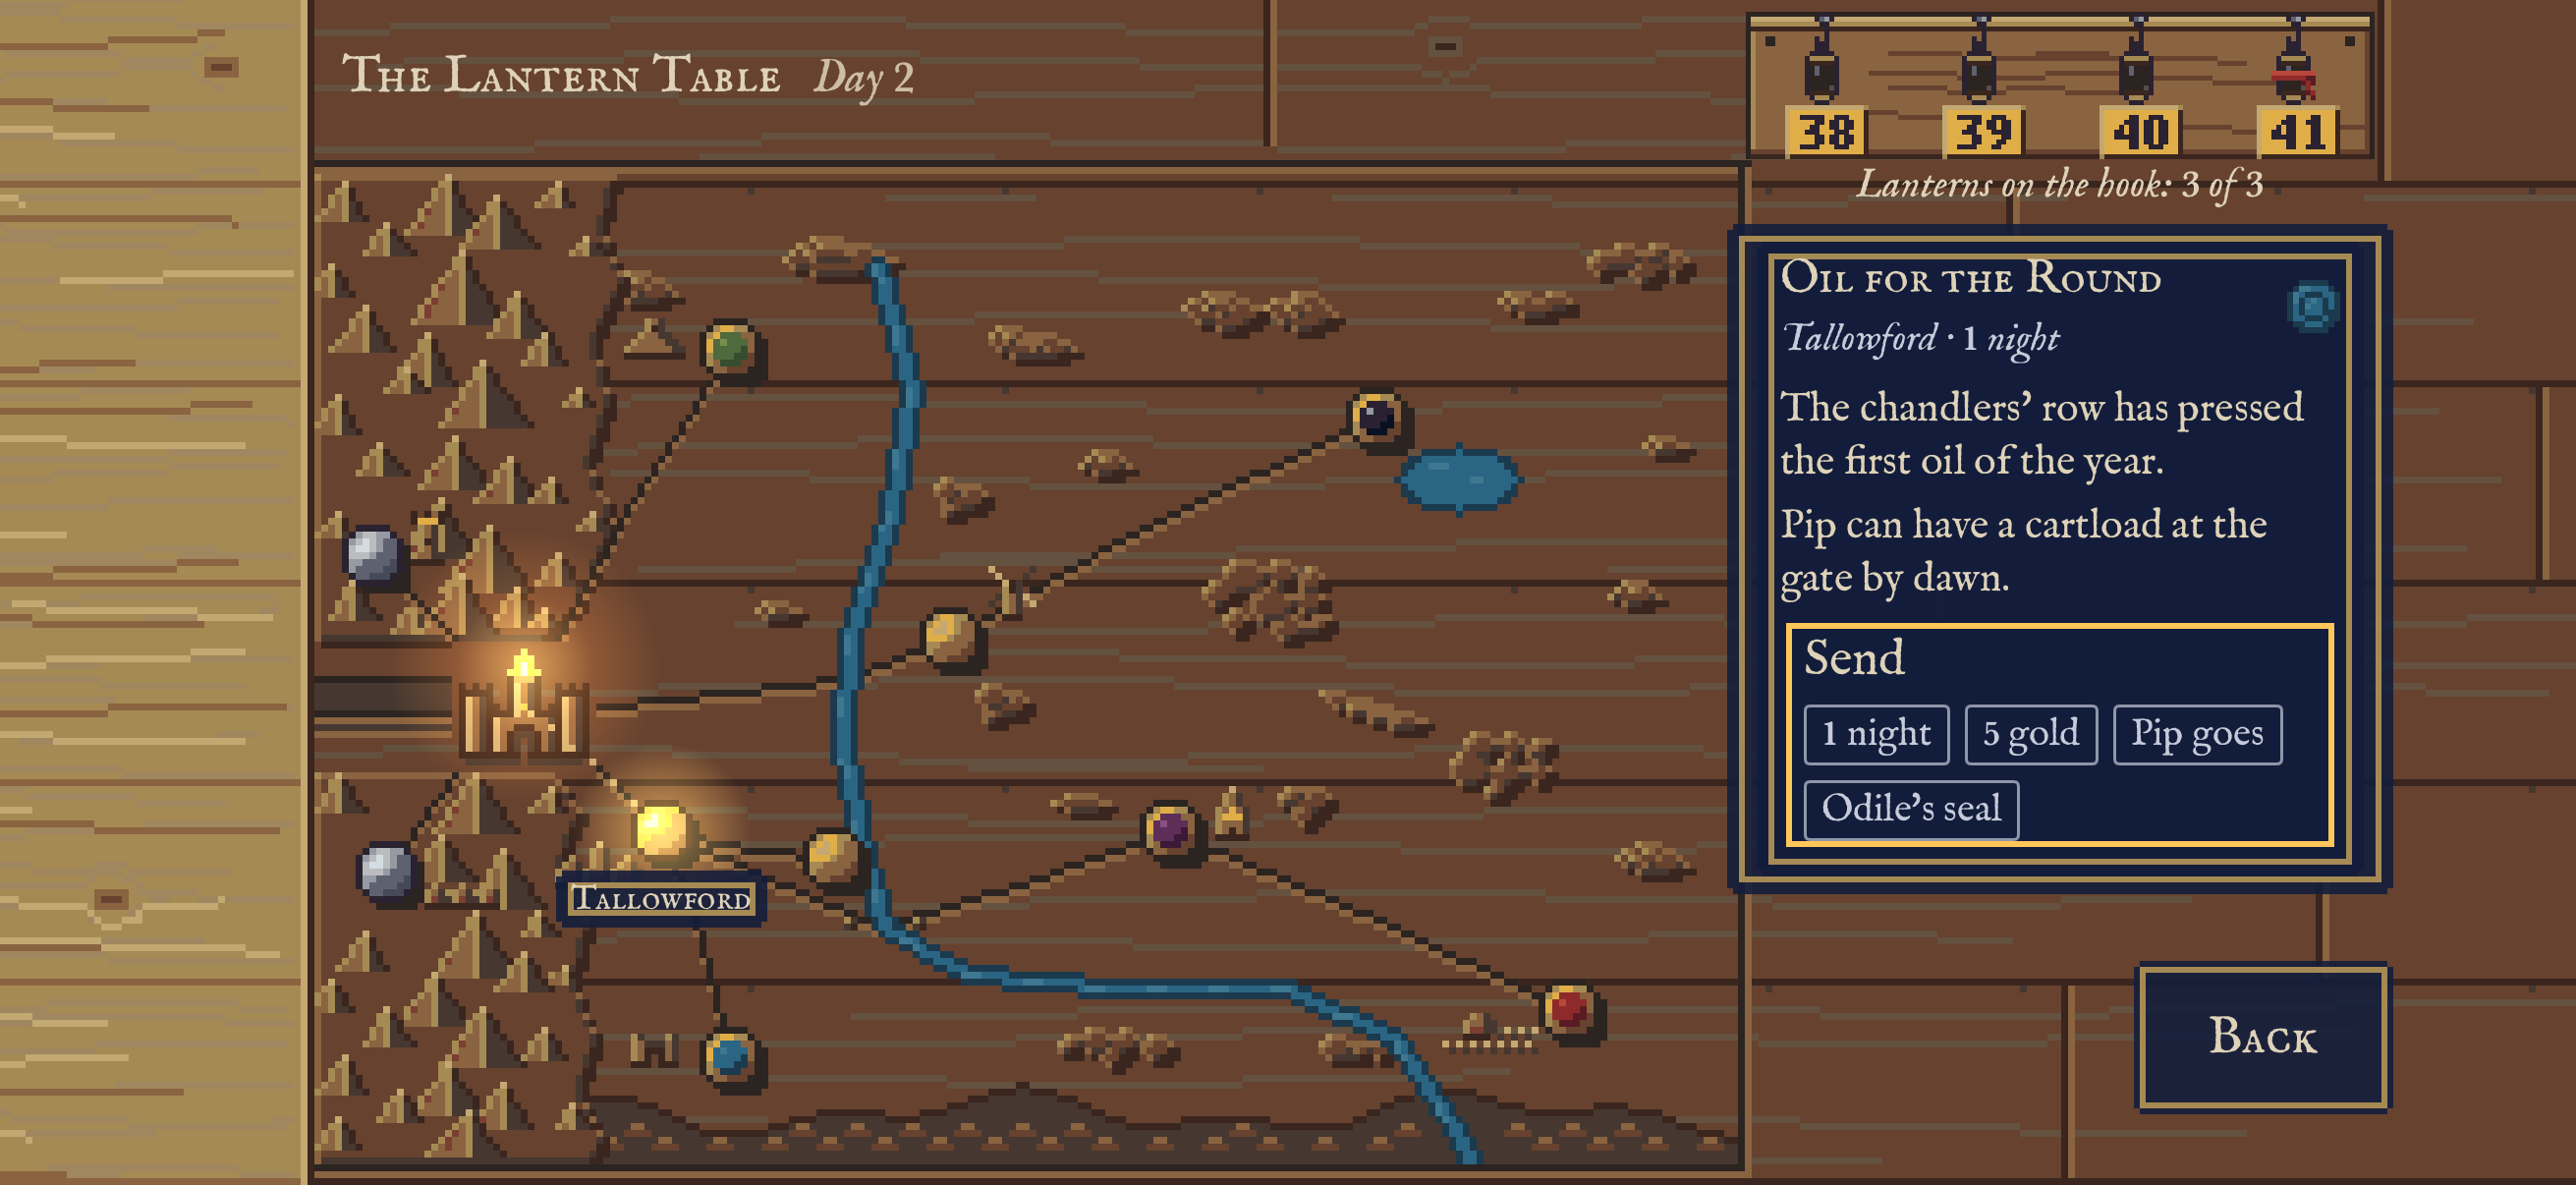 The Lantern Table Day 2
38 39 40 41
Lanterns on the hook: 3 of 3
Oil for the Round
Tallowford · 1 night
The chandlers’ row has pressed
the first oil of the year.
Pip can have a cartload at the
gate by dawn.
Send
1 night 5 gold Pip goes
Odile’s seal
Tallowford
Back